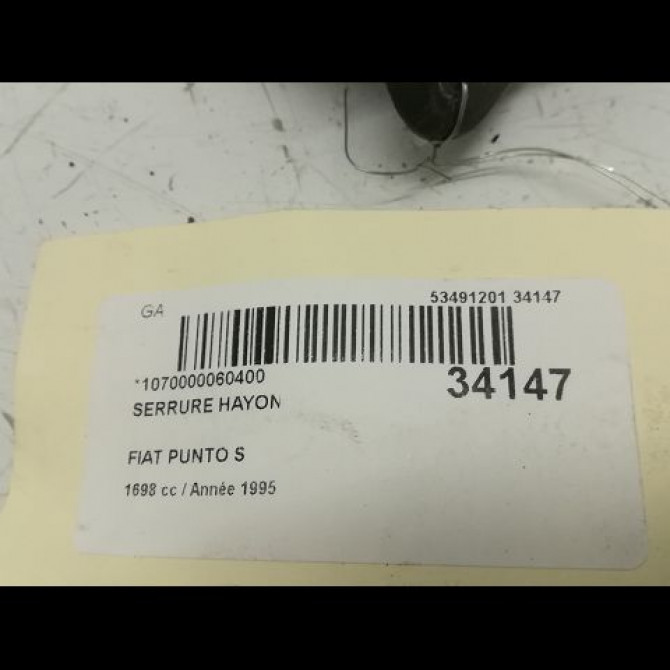 GA
53491201 34147
*1070000060400
34147
SERRURE HAYON
FIAT PUNTO S
1698 cc / Année 1995